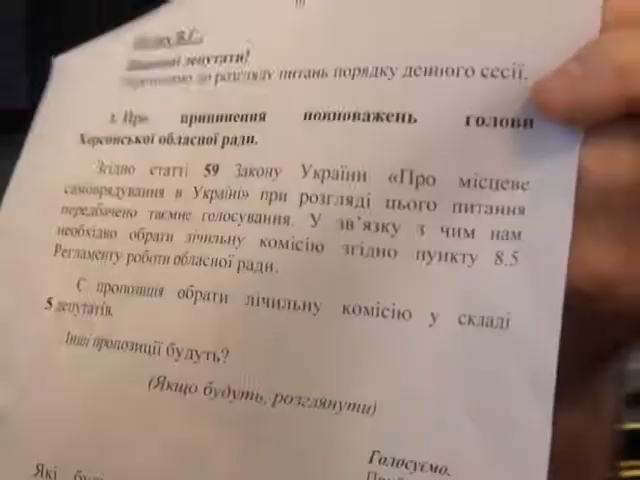 депутати!
до розгляду питань порядку денного сесії.
Про припинення повноважень голови
Херсонської обласної ради.
Згідно статті 59 Закону України «Про місцеве
самоврядування в Україні» при розгляді цього питання
передбачено таємне голосування. У зв’язку з чим нам
необхідно обрати лічильну комісію згідно пункту 8.5
Регламенту роботи обласної ради.
Є пропозиція обрати лічильну комісію у складі
5 депутатів.
Інші пропозиції будуть?
(Якщо будуть, розглянути)
Голосуємо.
Які